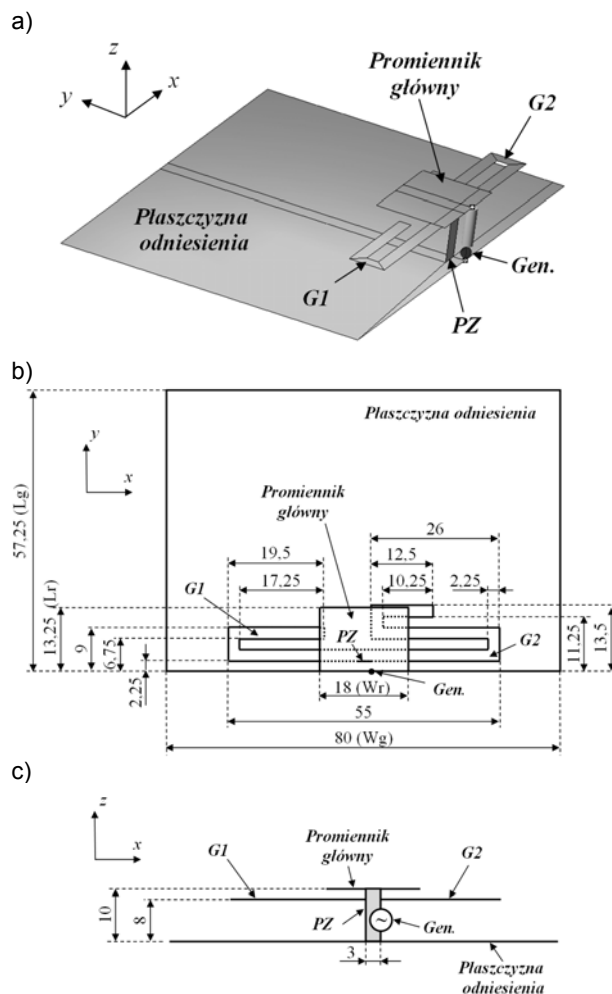 a)
z
y
x
Promiennik
główny
G2
Płaszczyzna
odniesienia
G1
Gen.
PZ
b)
Płaszczyzna odniesienia
y
x
57,25 (Lg)
Promiennik
główny
26
19,5
12,5
17,25
10,25
2,25
13,25 (Lr)
G1
9
6,75
PZ
G2
11,25
13,5
2,25
18 (Wr)
Gen.
55
80 (Wg)
c)
z
x
Promiennik
główny
G1
G2
10
8
PZ
~
Gen.
3
Płaszczyzna
odniesienia